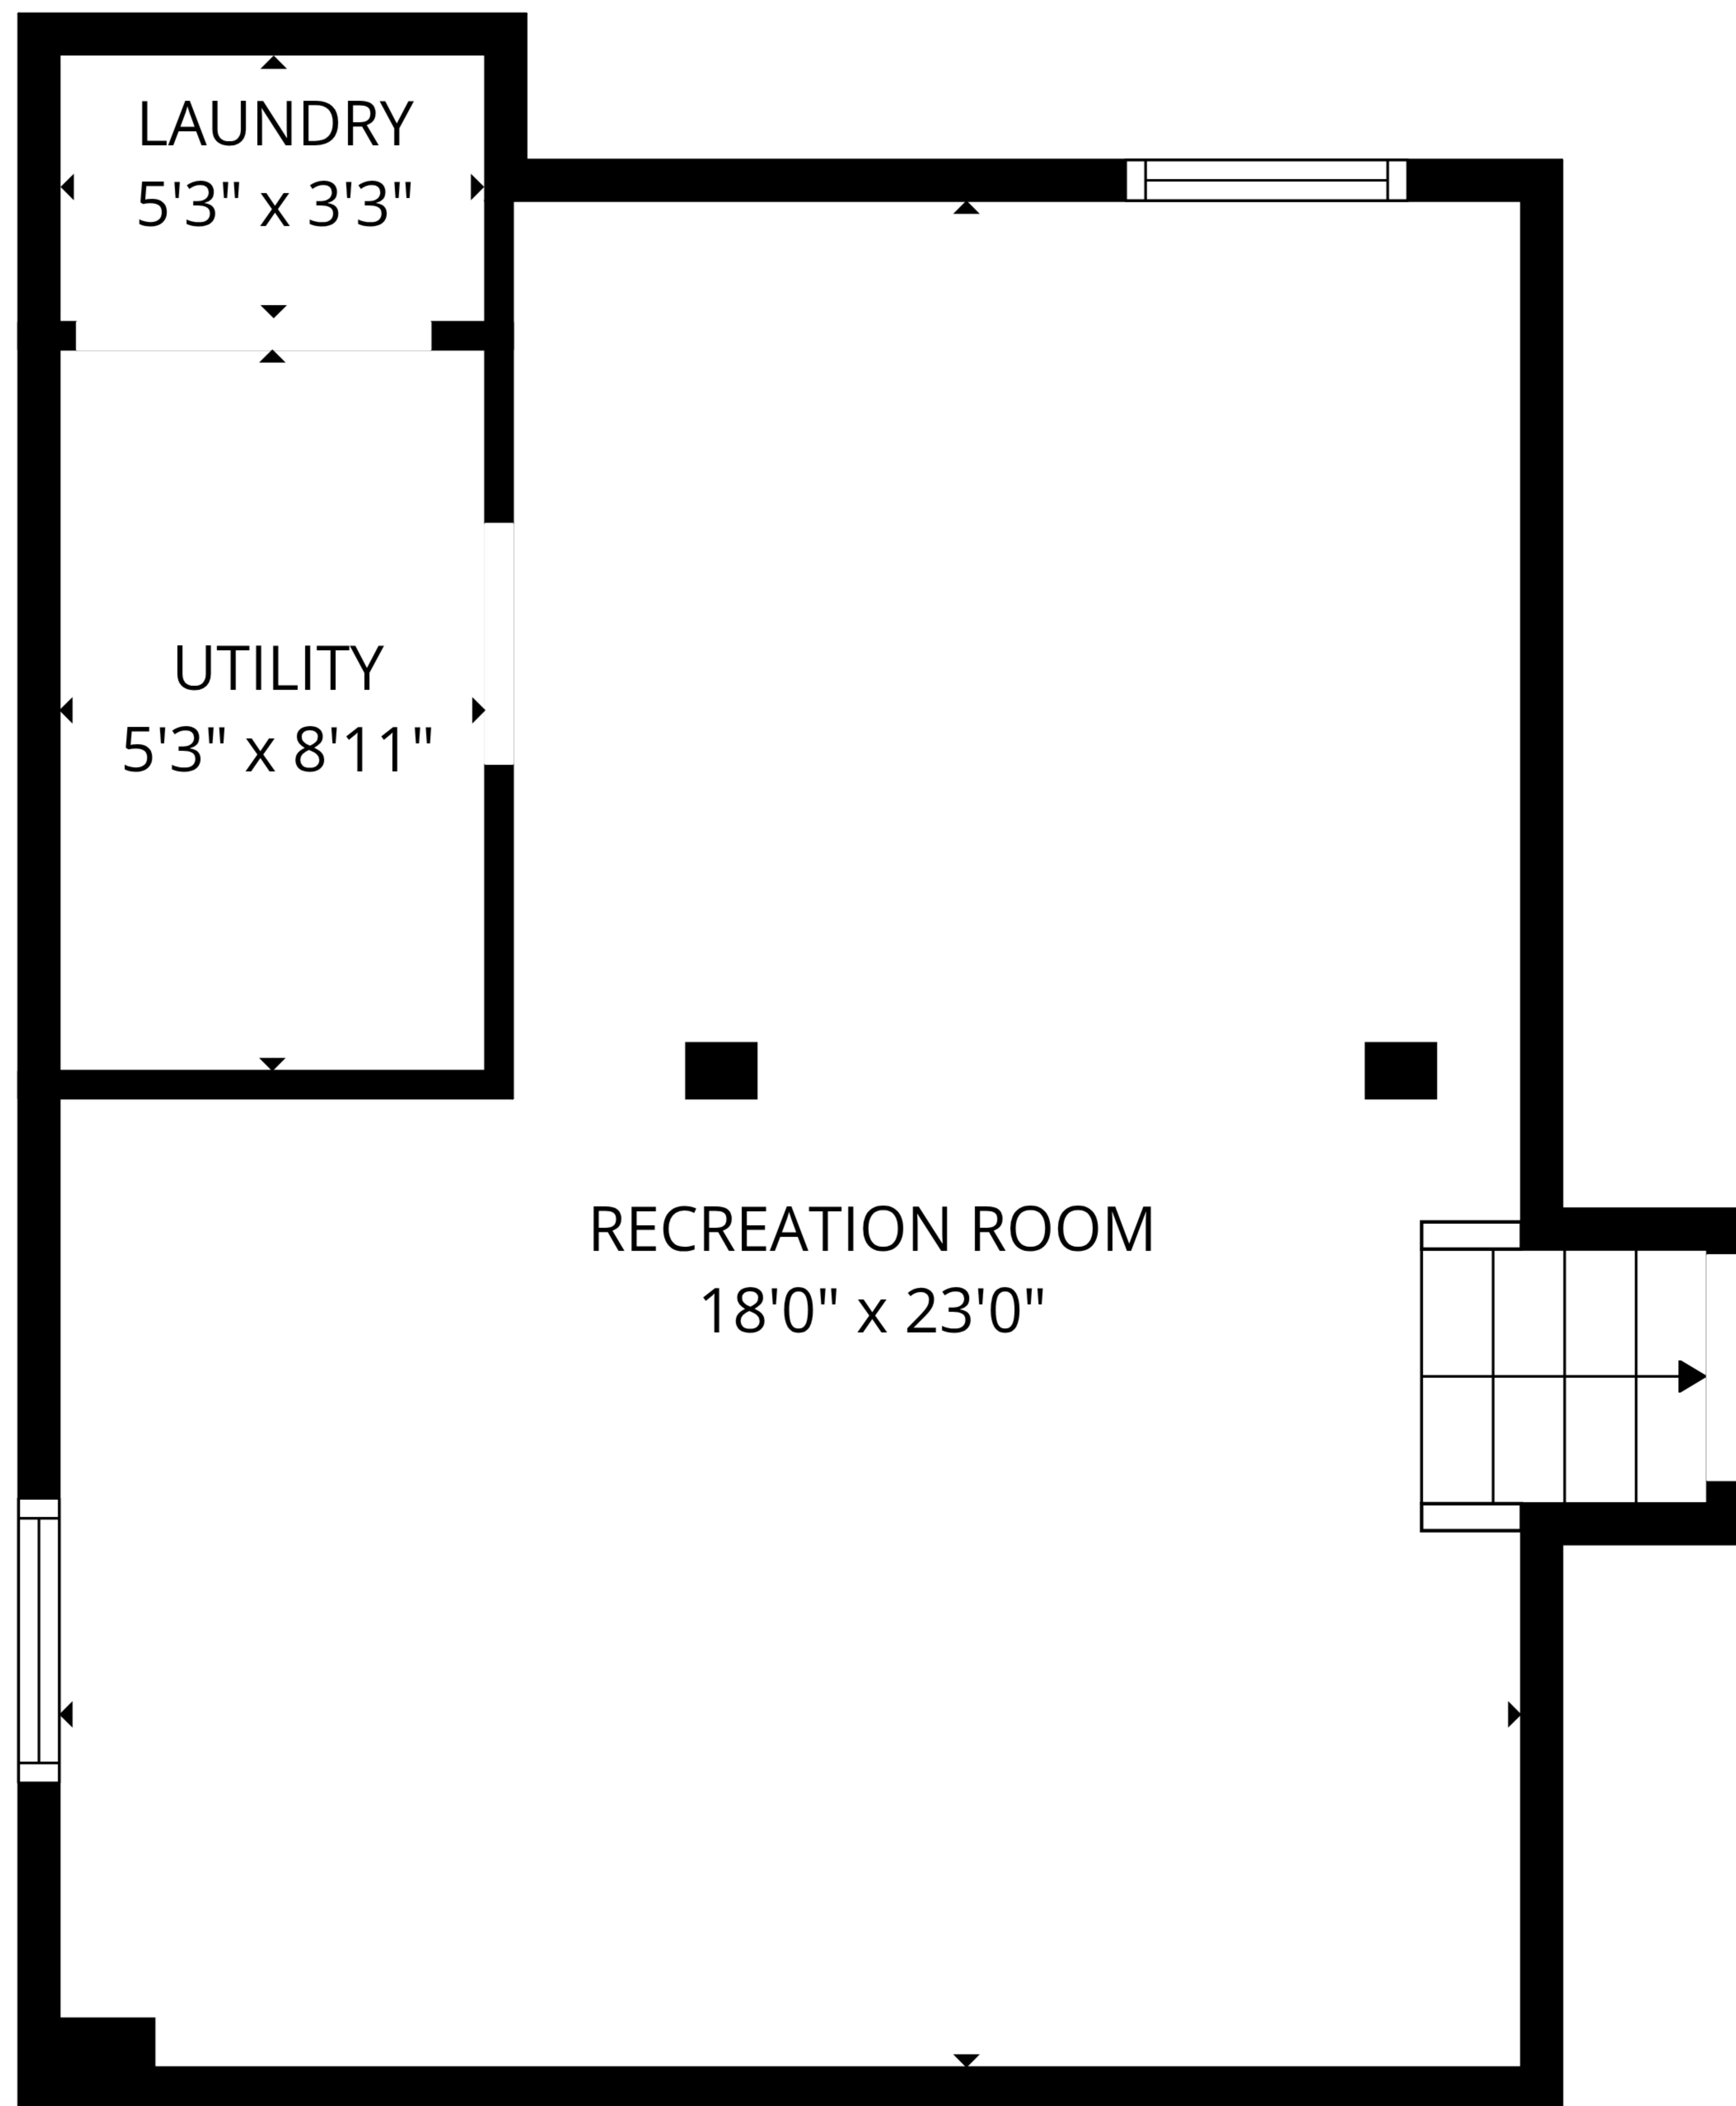 LAUNDRY
5'3" x 3'3"
UTILITY
5'3" x 8'11"
RECREATION ROOM
18'0" x 23'0"